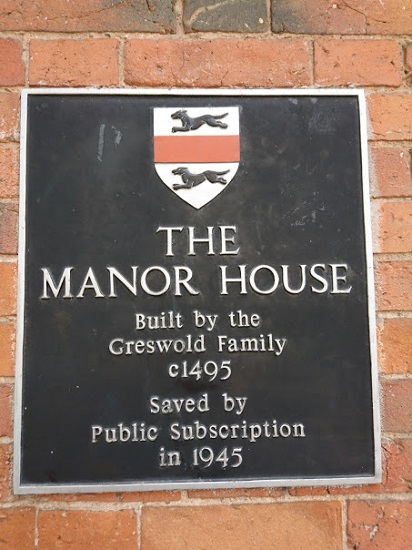 THE
MANOR HOUSE
Built by the
Greswold Family
c1495
Saved by
Public Subscription
in 1945